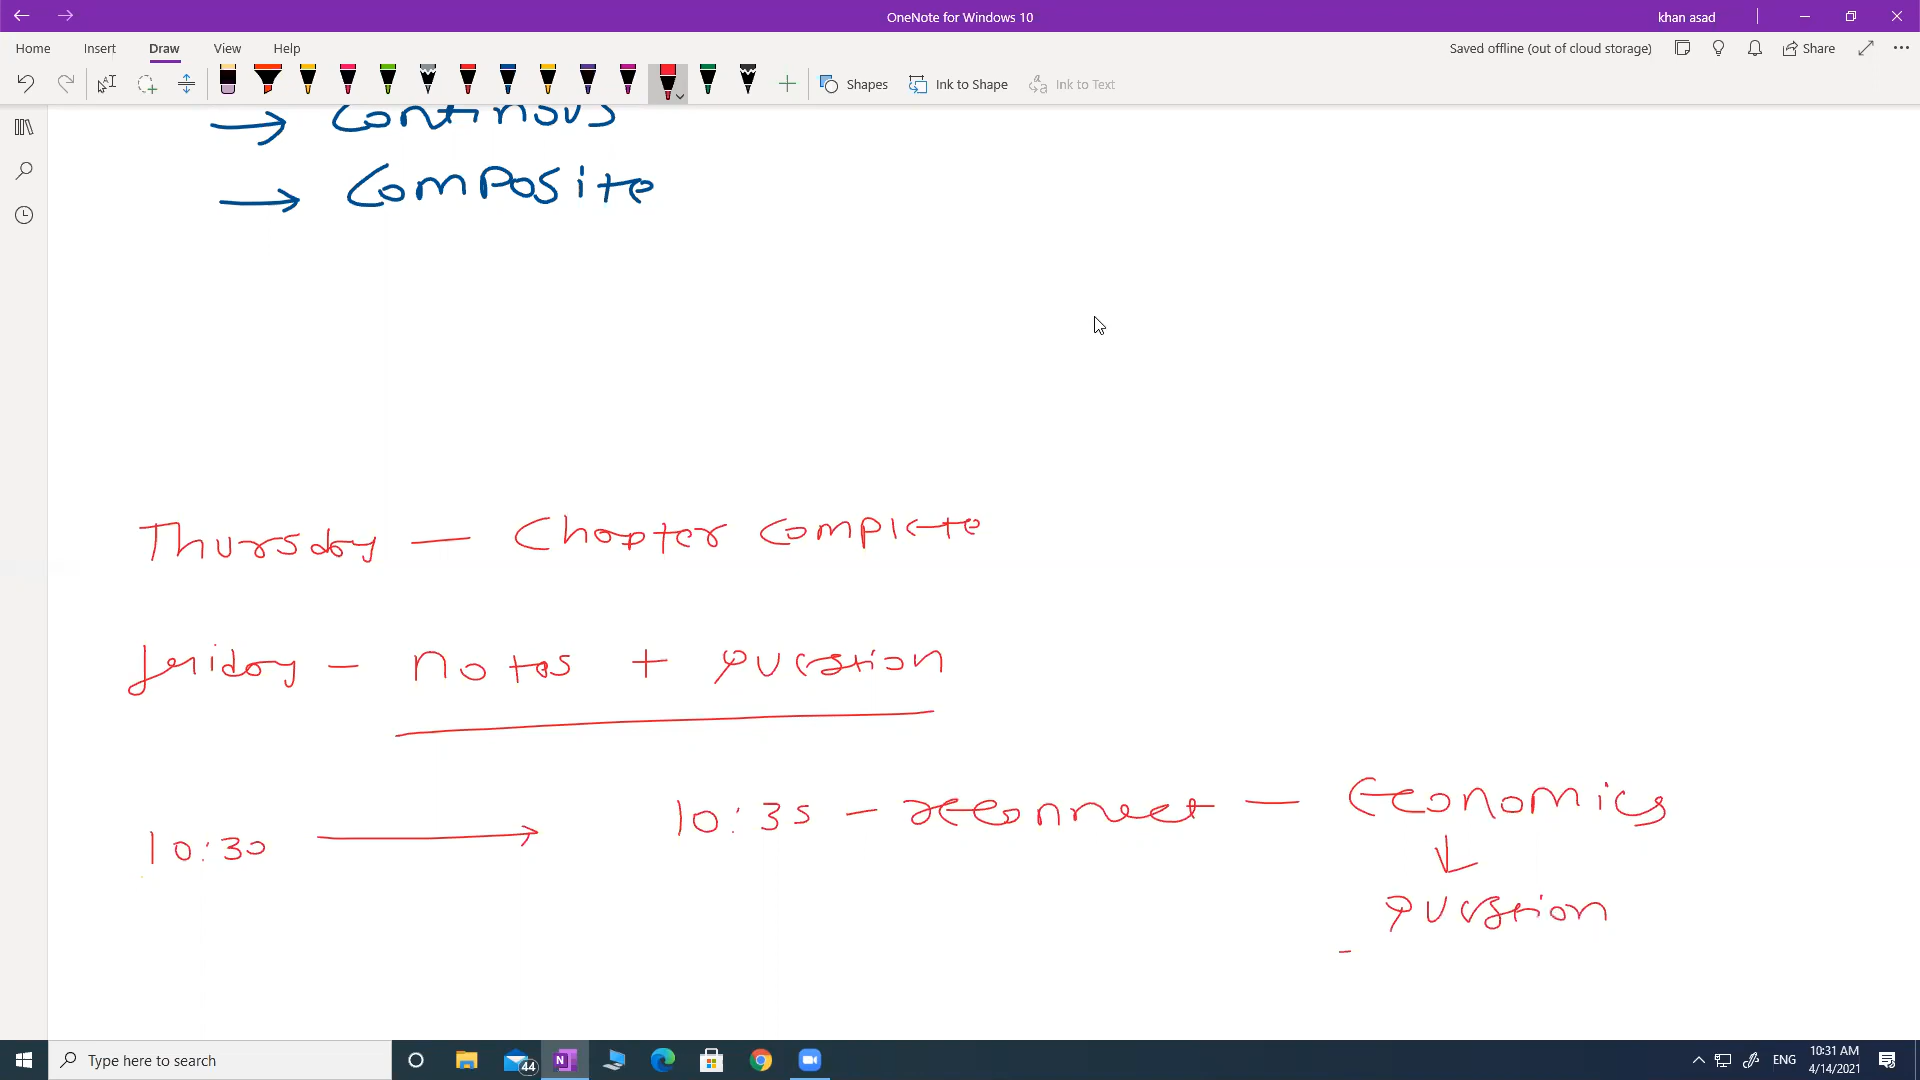 OneNote for Windows 10
khan asad
Home Insert Draw View Help
Saved offline (out of cloud storage)
Share
Shapes
Ink to Shape
Ink to Text
→ Continous
→ Composite
Thursday — Chapter complete
friday — notes + question
10:30 → 10:35 — reconnect — Economics
↓
question
Type here to search
44
ENG
10:31 AM
4/14/2021